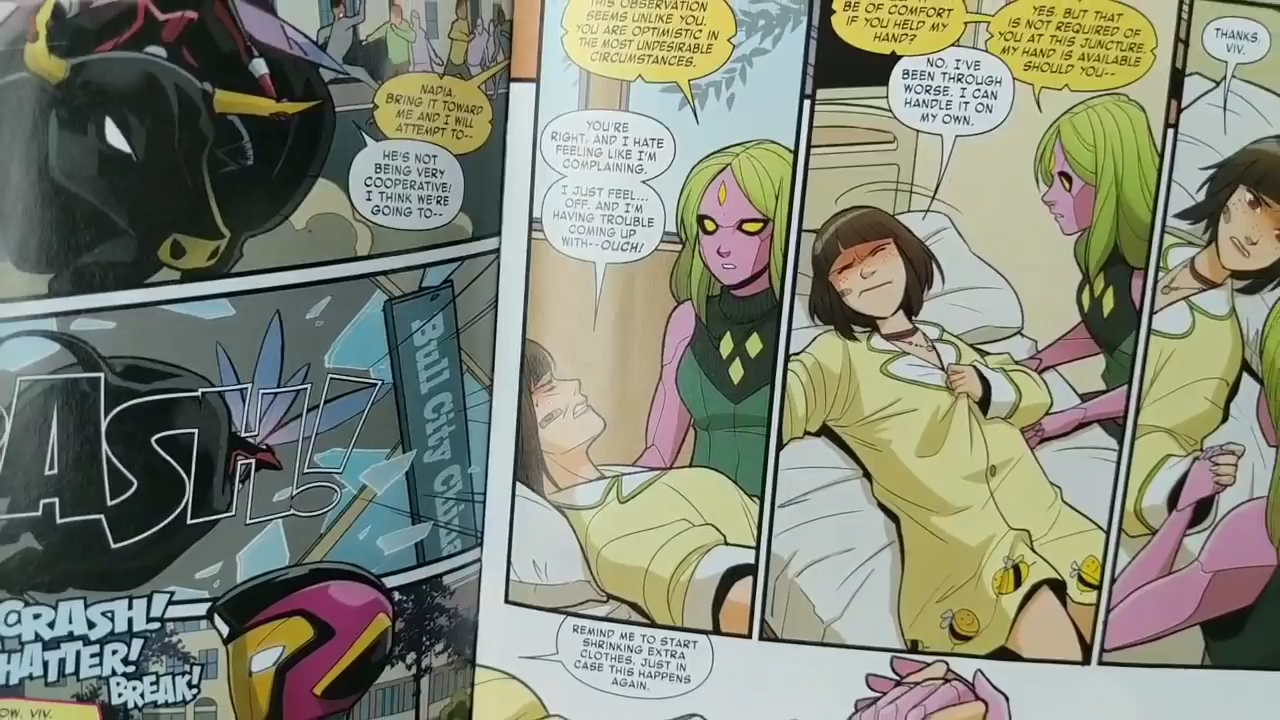 NADIA,
BRING IT TOWARD
ME AND I WILL
ATTEMPT TO--
HE'S NOT
BEING VERY
COOPERATIVE!
I THINK WE'RE
GOING TO--
CRASH!
SHATTER!
BREAK!
VIV.
THIS OBSERVATION
SEEMS UNLIKE YOU.
YOU ARE OPTIMISTIC IN
THE MOST UNDESIRABLE
CIRCUMSTANCES.
YOU'RE
RIGHT, AND I HATE
FEELING LIKE I'M
COMPLAINING.
I JUST FEEL...
OFF. AND I'M
HAVING TROUBLE
COMING UP
WITH--OUCH!
BE OF COMFORT
IF YOU HELD MY
HAND?
NO, I'VE
BEEN THROUGH
WORSE. I CAN
HANDLE IT ON
MY OWN.
YES, BUT THAT
IS NOT REQUIRED OF
YOU AT THIS JUNCTURE.
MY HAND IS AVAILABLE
SHOULD YOU--
THANKS,
VIV.
REMIND ME TO START
SHRINKING EXTRA
CLOTHES, JUST IN
CASE THIS HAPPENS
AGAIN.